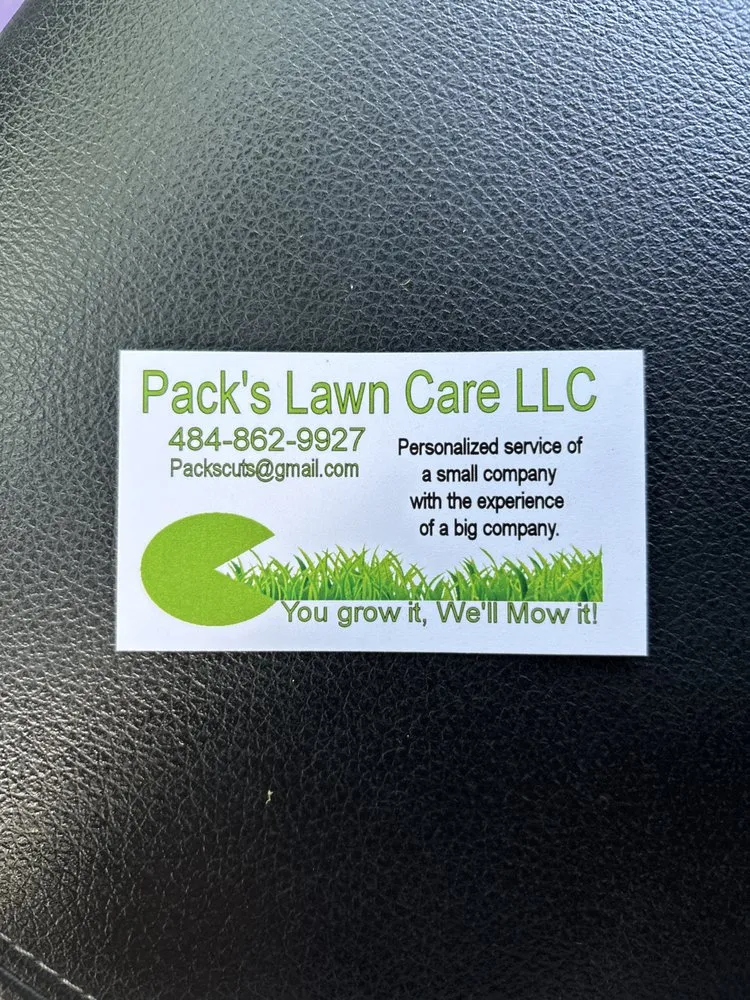 Pack's Lawn Care LLC
484-862-9927
Packscuts@gmail.com
Personalized service of
a small company
with the experience
of a big company.
You grow it, We'll Mow it!